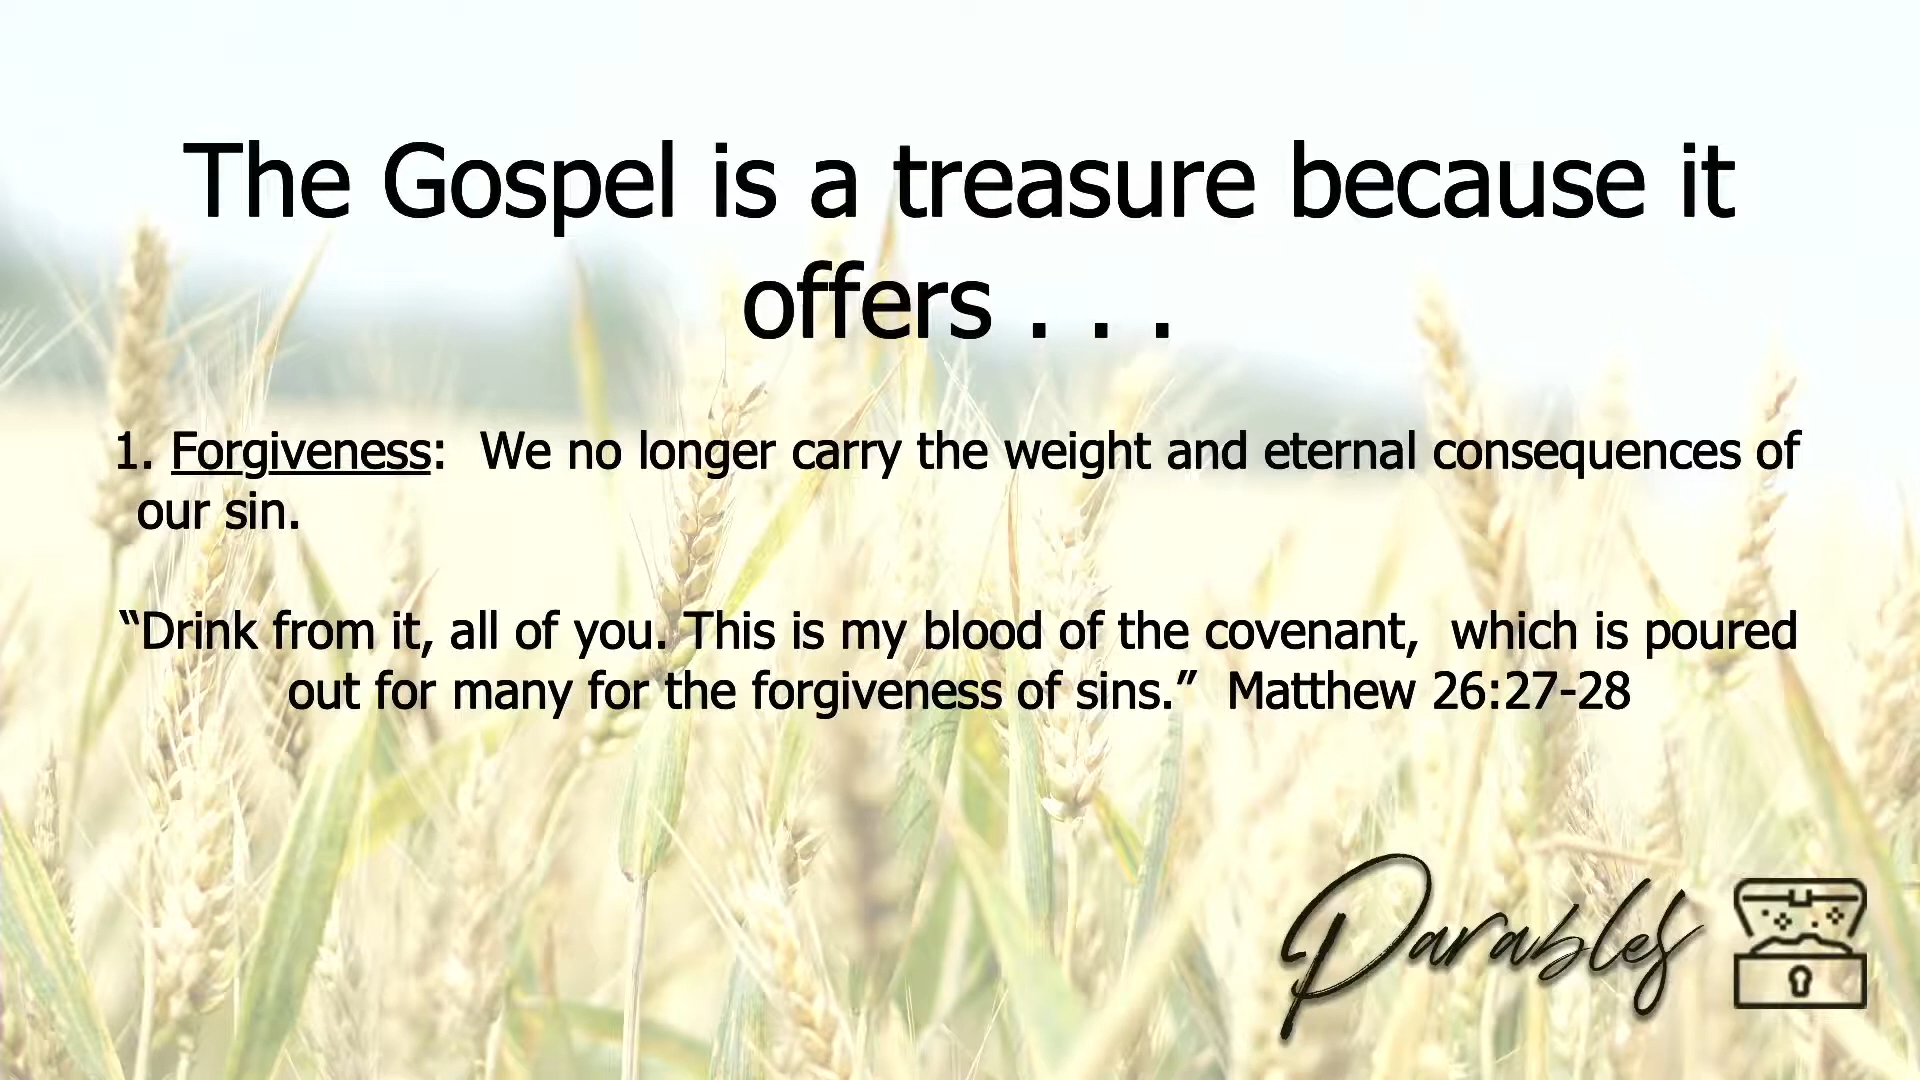 The Gospel is a treasure because it
offers . . .
1. Forgiveness:  We no longer carry the weight and eternal consequences of
our sin.
“Drink from it, all of you. This is my blood of the covenant,  which is poured
out for many for the forgiveness of sins.”  Matthew 26:27-28
Parables